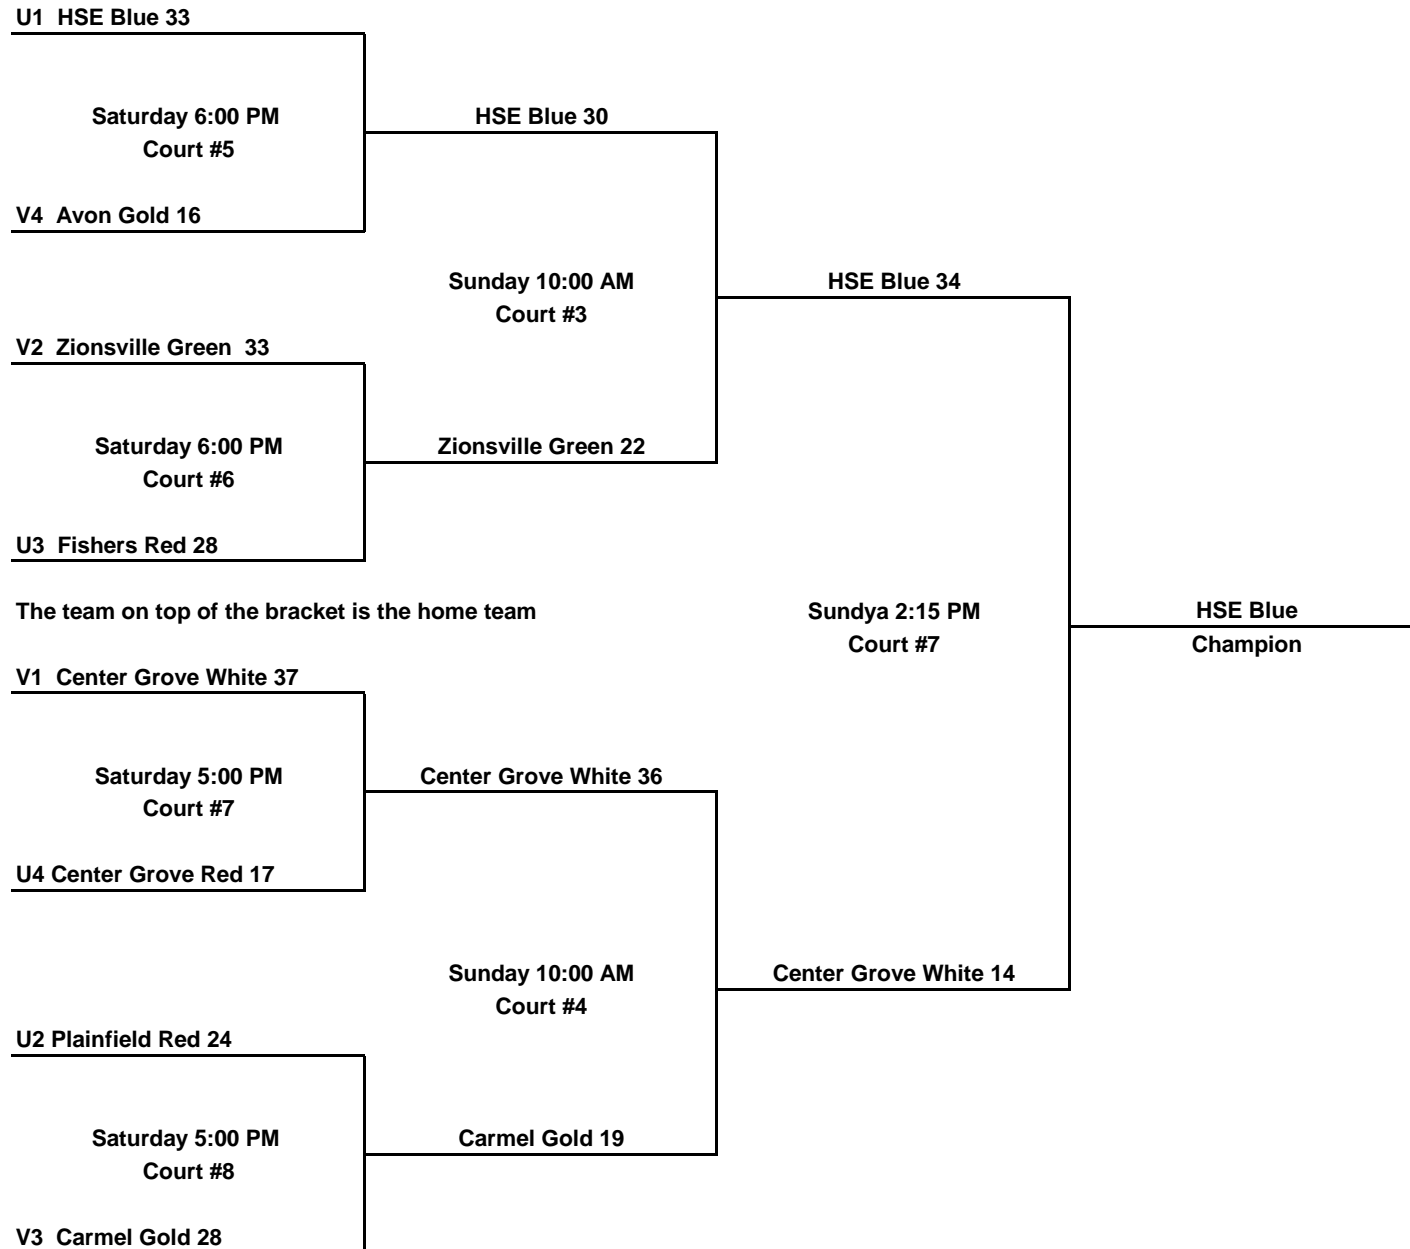 U1 HSE Blue 33
Saturday 6:00 PM
Court #5
HSE Blue 30
V4 Avon Gold 16
Sunday 10:00 AM
Court #3
HSE Blue 34
V2 Zionsville Green 33
Saturday 6:00 PM
Court #6
Zionsville Green 22
U3 Fishers Red 28
The team on top of the bracket is the home team
Sundya 2:15 PM
Court #7
HSE Blue
Champion
V1 Center Grove White 37
Saturday 5:00 PM
Court #7
Center Grove White 36
U4 Center Grove Red 17
Sunday 10:00 AM
Court #4
Center Grove White 14
U2 Plainfield Red 24
Saturday 5:00 PM
Court #8
Carmel Gold 19
V3 Carmel Gold 28